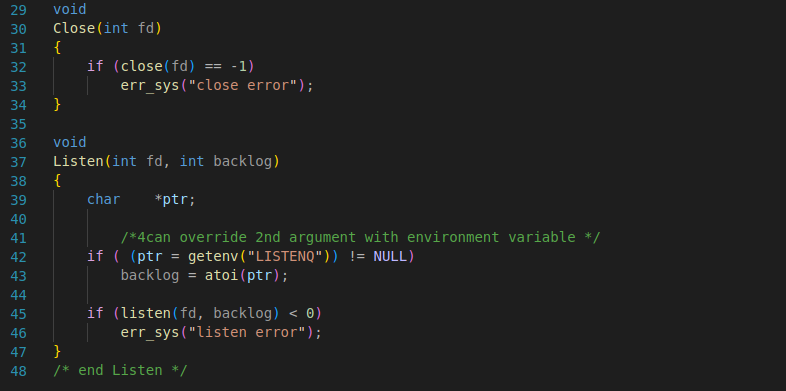 29 void
30 Close(int fd)
31 {
32 if (close(fd) == -1)
33 err_sys("close error");
34 }
35
36 void
37 Listen(int fd, int backlog)
38 {
39 char *ptr;
40
41 /*4can override 2nd argument with environment variable */
42 if ( (ptr = getenv("LISTENQ")) != NULL)
43 backlog = atoi(ptr);
44
45 if (listen(fd, backlog) < 0)
46 err_sys("listen error");
47 }
48 /* end Listen */